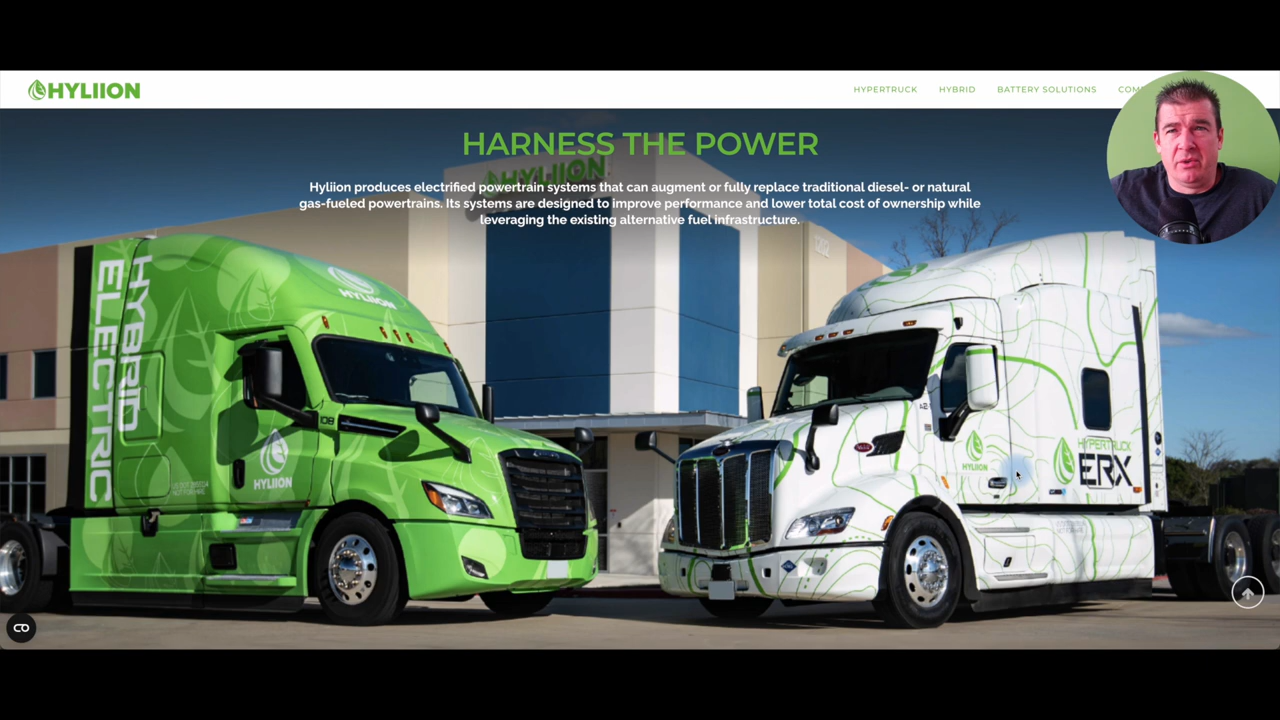 HYLIION
HYPERTRUCK HYBRID BATTERY SOLUTIONS
HARNESS THE POWER
HYLIION
Hyliion produces electrified powertrain systems that can augment or fully replace traditional diesel- or natural
gas-fueled powertrains. Its systems are designed to improve performance and lower total cost of ownership while
leveraging the existing alternative fuel infrastructure.
HYBRID
ELECTRIC
HYLIION
HYLIION
HYLIION
HYPERTRUCK
ERX